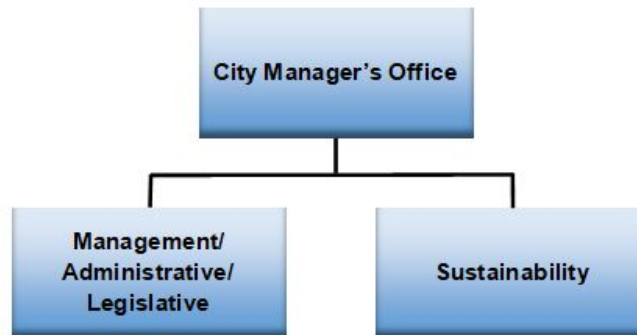 City Manager’s Office
Management/
Administrative/
Legislative
Sustainability